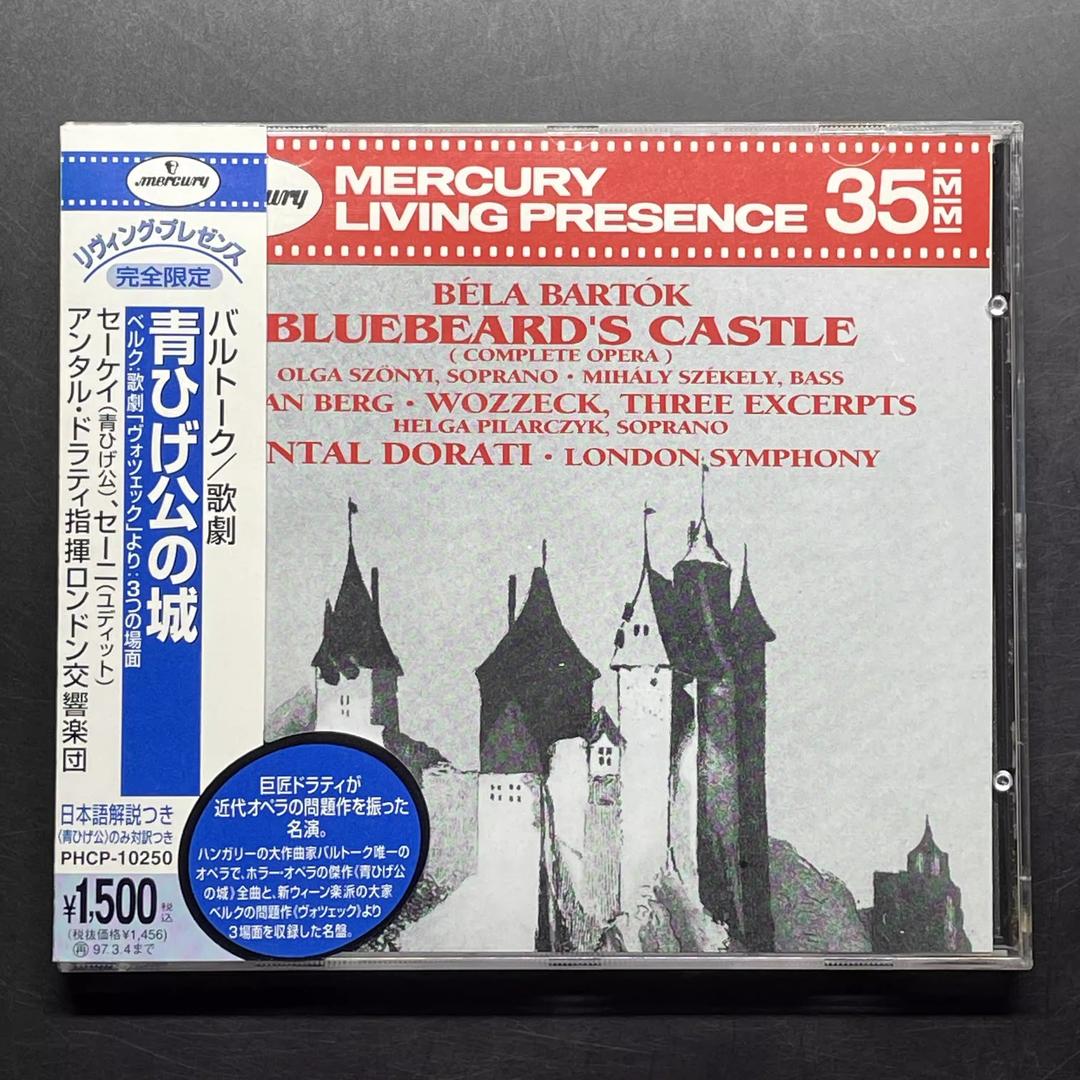 mercury
リヴィング・プレゼンス
完全限定
バルトーク/歌劇
青ひげ公の城
ベルク:歌劇「ヴォツェック」より:3つの場面
セーケイ(青ひげ公)、セーニ(ユディット)
アンタル・ドラティ指揮ロンドン交響楽団
日本語解説つき
《青ひげ公》のみ対訳つき
PHCP-10250
¥1,500税込
(税抜価格¥1,456)
再 97.3.4まで
巨匠ドラティが
近代オペラの問題作を振った
名演。
ハンガリーの大作曲家バルトーク唯一の
オペラで、ホラー・オペラの傑作《青ひげ公
の城》全曲と、新ウィーン楽派の大家
ベルクの問題作《ヴォツェック》より
3場面を収録した名盤。
ury
MERCURY
LIVING PRESENCE
35MM
BÉLA BARTÓK
BLUEBEARD'S CASTLE
(COMPLETE OPERA)
OLGA SZÖNYI, SOPRANO • MIHÁLY SZÉKELY, BASS
AN BERG • WOZZECK, THREE EXCERPTS
HELGA PILARCZYK, SOPRANO
NTAL DORATI • LONDON SYMPHONY